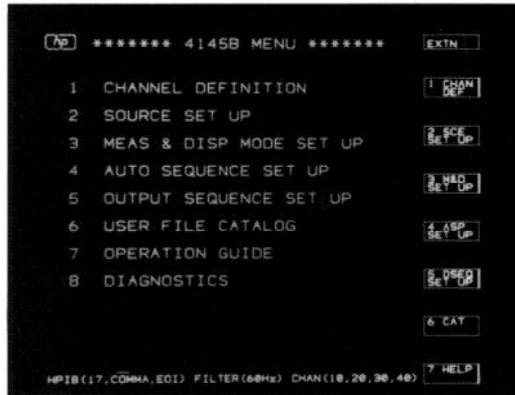 hp ******* 4145B MENU *******
EXTN
1 CHANNEL DEFINITION
2 SOURCE SET UP
3 MEAS & DISP MODE SET UP
4 AUTO SEQUENCE SET UP
5 OUTPUT SEQUENCE SET UP
6 USER FILE CATALOG
7 OPERATION GUIDE
8 DIAGNOSTICS
1 CHAN
DEF
2 SCE
SET UP
3 M&D
SET UP
4 ASP
SET UP
5 OSEQ
SET UP
6 CAT
7 HELP
HPIB(17,COMMA,EOI) FILTER(60Hz) CHAN(10,20,30,40)